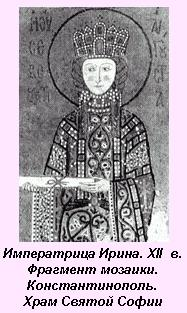 Императрица Ирина. XII в.
Фрагмент мозаики.
Константинополь.
Храм Святой Софии